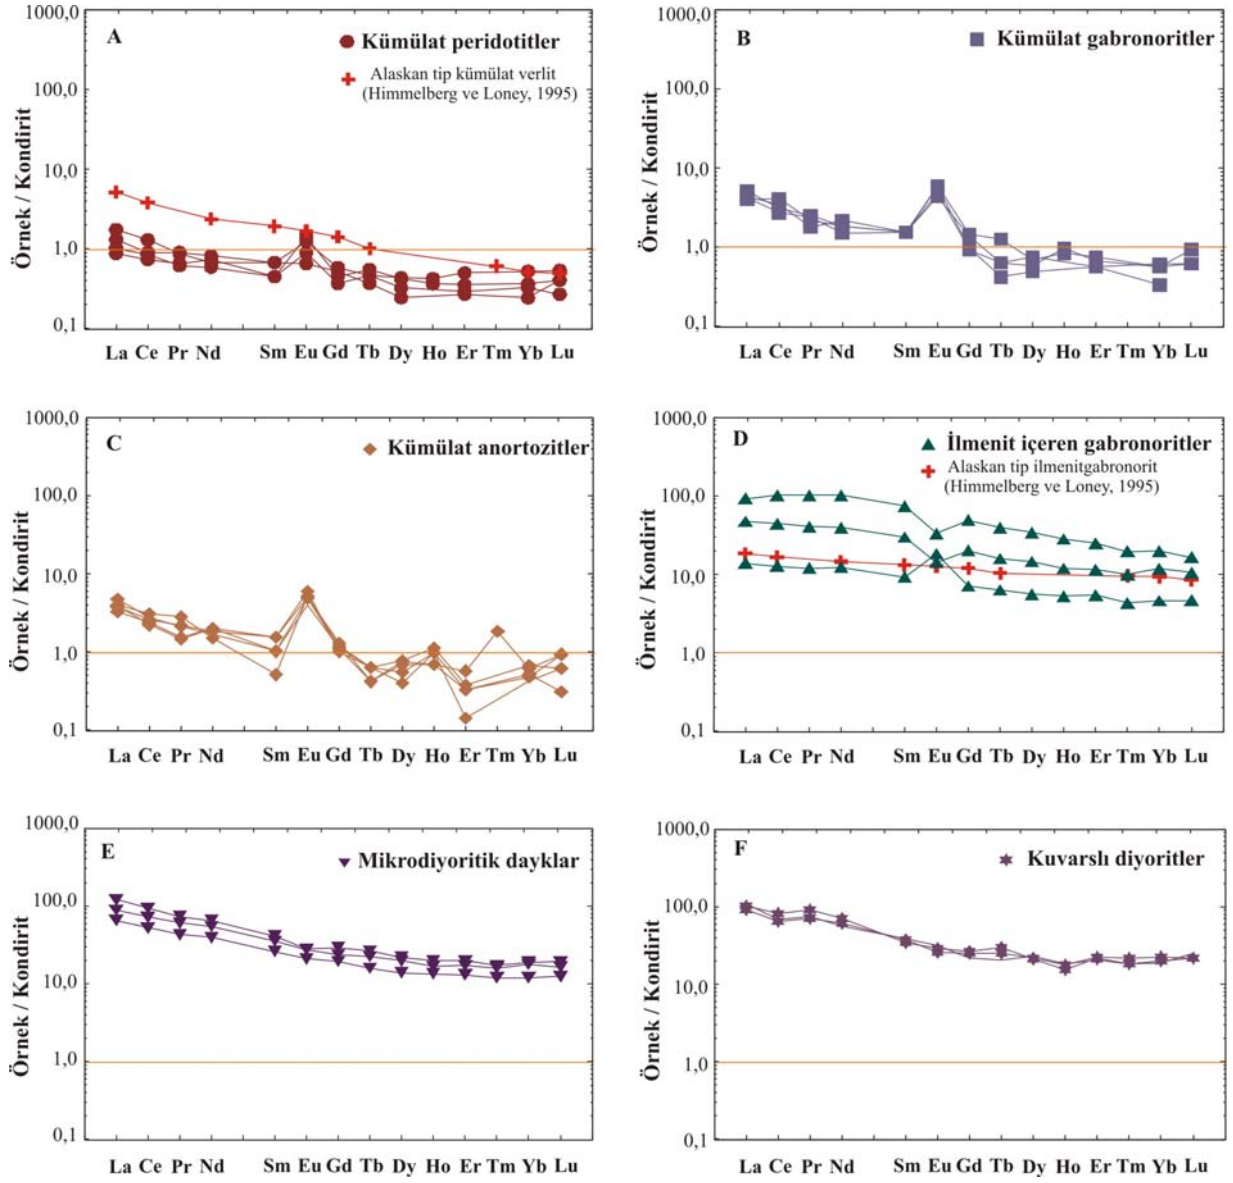 A
Kümülat peridotitler
Alaskan tip kümülat verlit
(Himmelberg ve Loney, 1995)
Örnek / Kondirit
1000,0
100,0
10,0
1.0
0,1
La Ce Pr Nd Sm Eu Gd Tb Dy Ho Er Tm Yb Lu
B
Kümülat gabronoritler
Örnek / Kondirit
1000,0
100,0
10,0
1.0
0,1
La Ce Pr Nd Sm Eu Gd Tb Dy Ho Er Tm Yb Lu
C
Kümülat anortozitler
Örnek / Kondirit
1000,0
100,0
10,0
1,0
0,1
La Ce Pr Nd Sm Eu Gd Tb Dy Ho Er Tm Yb Lu
D
İlmenit içeren gabronoritler
Alaskan tip ilmenitgabronorit
(Himmelberg ve Loney, 1995)
Örnek / Kondirit
1000,0
100,0
10,0
1,0
0,1
La Ce Pr Nd Sm Eu Gd Tb Dy Ho Er Tm Yb Lu
E
Mikrodiyoritik dayklar
Örnek / Kondirit
1000,0
100,0
10,0
1,0
0,1
La Ce Pr Nd Sm Eu Gd Tb Dy Ho Er Tm Yb Lu
F
Kuvarslı diyoritler
Örnek / Kondirit
1000,0
100,0
10,0
1,0
0,1
La Ce Pr Nd Sm Eu Gd Tb Dy Ho Er Tm Yb Lu